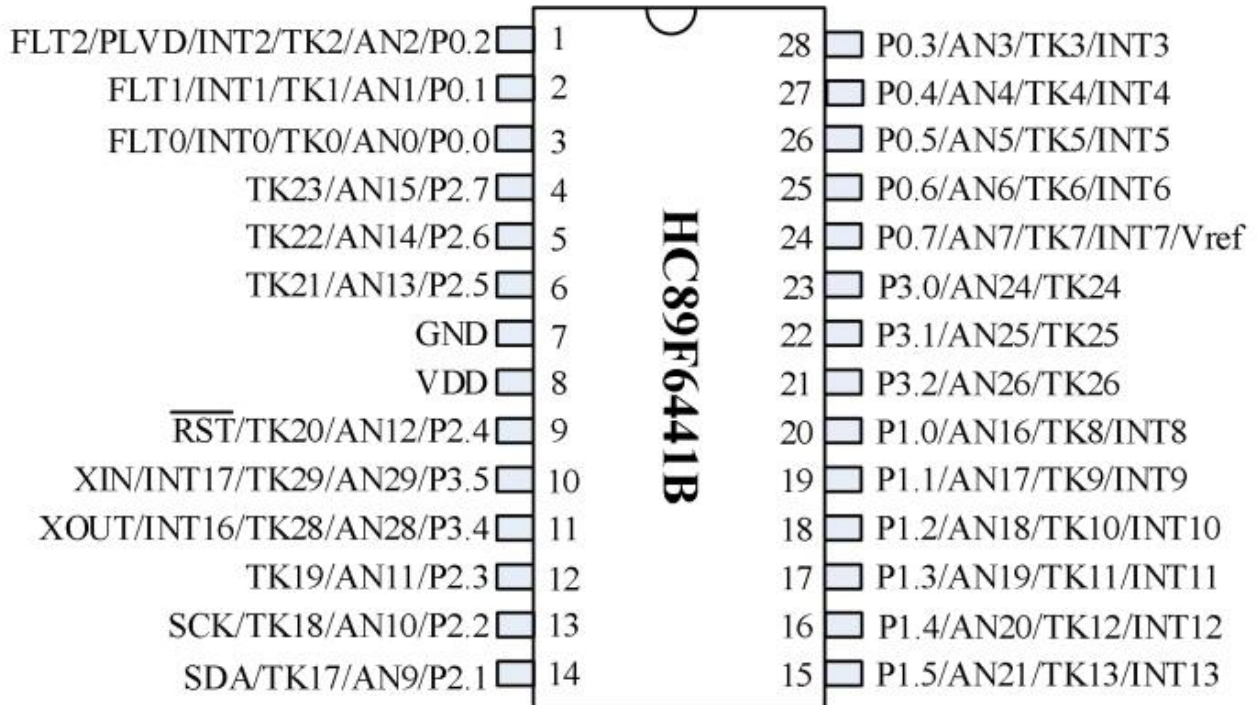 FLT2/PLVD/INT2/TK2/AN2/P0.2 1
FLT1/INT1/TK1/AN1/P0.1 2
FLT0/INT0/TK0/AN0/P0.0 3
TK23/AN15/P2.7 4
TK22/AN14/P2.6 5
TK21/AN13/P2.5 6
GND 7
VDD 8
R̅S̅T̅/TK20/AN12/P2.4 9
XIN/INT17/TK29/AN29/P3.5 10
XOUT/INT16/TK28/AN28/P3.4 11
TK19/AN11/P2.3 12
SCK/TK18/AN10/P2.2 13
SDA/TK17/AN9/P2.1 14
HC89F6441B
28 P0.3/AN3/TK3/INT3
27 P0.4/AN4/TK4/INT4
26 P0.5/AN5/TK5/INT5
25 P0.6/AN6/TK6/INT6
24 P0.7/AN7/TK7/INT7/Vref
23 P3.0/AN24/TK24
22 P3.1/AN25/TK25
21 P3.2/AN26/TK26
20 P1.0/AN16/TK8/INT8
19 P1.1/AN17/TK9/INT9
18 P1.2/AN18/TK10/INT10
17 P1.3/AN19/TK11/INT11
16 P1.4/AN20/TK12/INT12
15 P1.5/AN21/TK13/INT13